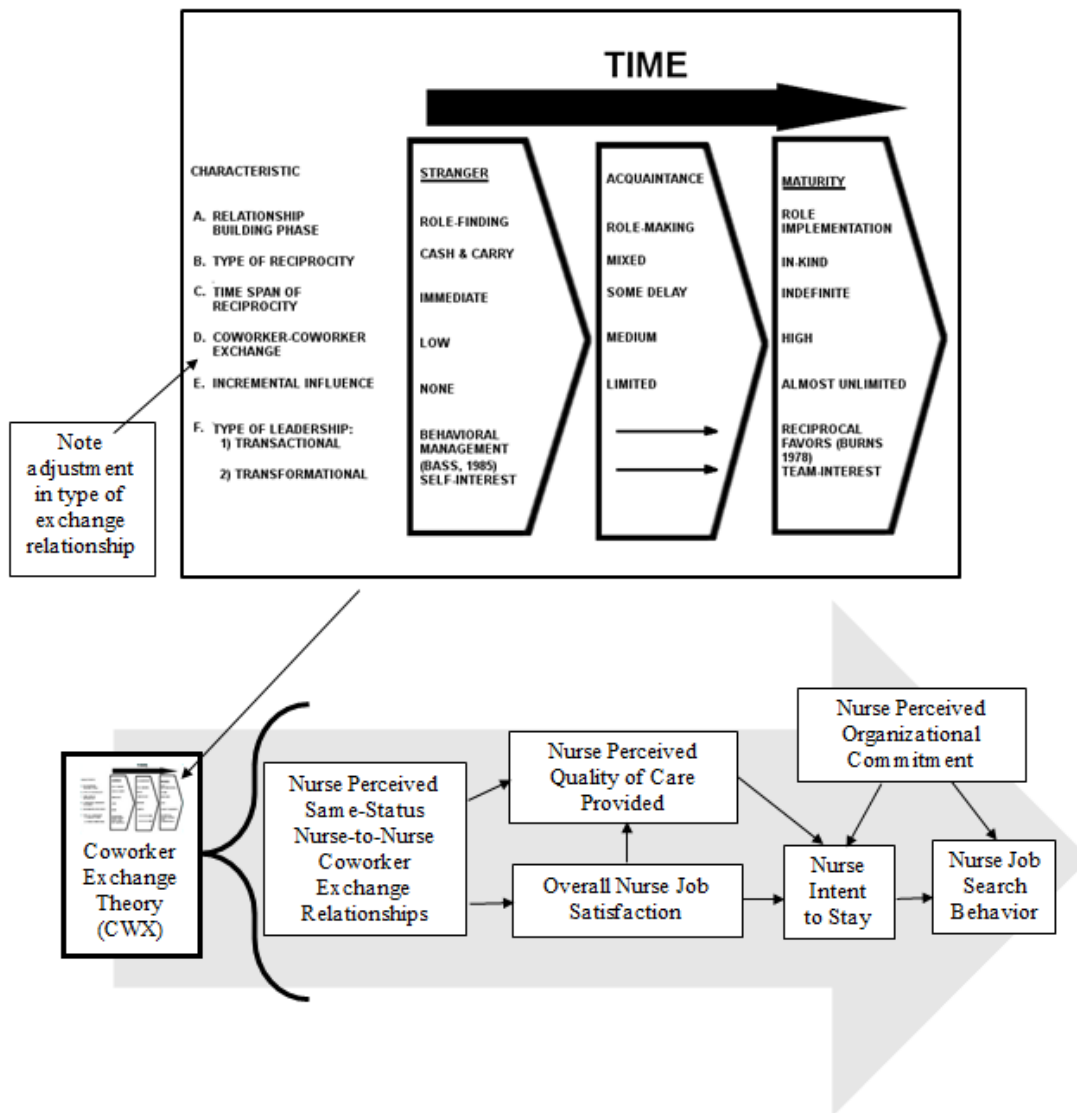 TIME
CHARACTERISTIC
A. RELATIONSHIP
BUILDING PHASE
B. TYPE OF RECIPROCITY
C. TIME SPAN OF
RECIPROCITY
D. COWORKER-COWORKER
EXCHANGE
E. INCREMENTAL INFLUENCE
F. TYPE OF LEADERSHIP:
1) TRANSACTIONAL
2) TRANSFORMATIONAL
STRANGER
ROLE-FINDING
CASH & CARRY
IMMEDIATE
LOW
NONE
BEHAVIORAL
MANAGEMENT
(BASS, 1985)
SELF-INTEREST
ACQUAINTANCE
ROLE-MAKING
MIXED
SOME DELAY
MEDIUM
LIMITED
MATURITY
ROLE
IMPLEMENTATION
IN-KIND
INDEFINITE
HIGH
ALMOST UNLIMITED
RECIPROCAL
FAVORS (BURNS
1978)
TEAM-INTEREST
Note
adjustment
in type of
exchange
relationship
Coworker
Exchange
Theory
(CWX)
Nurse Perceived
Same-Status
Nurse-to-Nurse
Coworker
Exchange
Relationships
Nurse Perceived
Quality of Care
Provided
Overall Nurse Job
Satisfaction
Nurse Perceived
Organizational
Commitment
Nurse
Intent
to Stay
Nurse Job
Search
Behavior